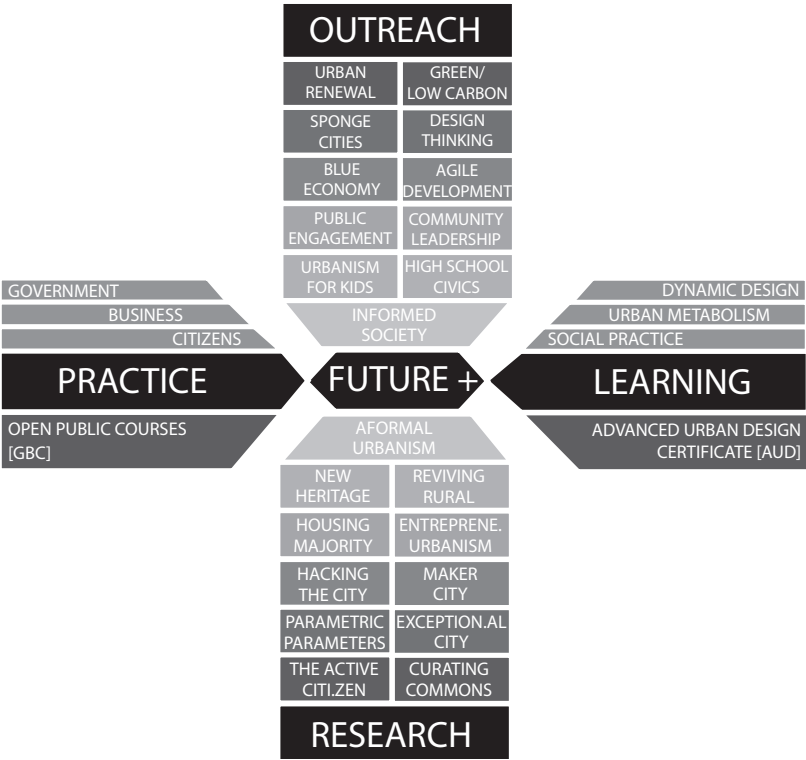 OUTREACH
URBAN
RENEWAL
GREEN/
LOW CARBON
SPONGE
CITIES
DESIGN
THINKING
BLUE
ECONOMY
AGILE
DEVELOPMENT
PUBLIC
ENGAGEMENT
COMMUNITY
LEADERSHIP
URBANISM
FOR KIDS
HIGH SCHOOL
CIVICS
INFORMED
SOCIETY
GOVERNMENT
BUSINESS
CITIZENS
PRACTICE
OPEN PUBLIC COURSES
[GBC]
FUTURE +
DYNAMIC DESIGN
URBAN METABOLISM
SOCIAL PRACTICE
LEARNING
ADVANCED URBAN DESIGN
CERTIFICATE [AUD]
AFORMAL
URBANISM
NEW
HERITAGE
REVIVING
RURAL
HOUSING
MAJORITY
ENTREPRENE.
URBANISM
HACKING
THE CITY
MAKER
CITY
PARAMETRIC
PARAMETERS
EXCEPTION.AL
CITY
THE ACTIVE
CITI.ZEN
CURATING
COMMONS
RESEARCH